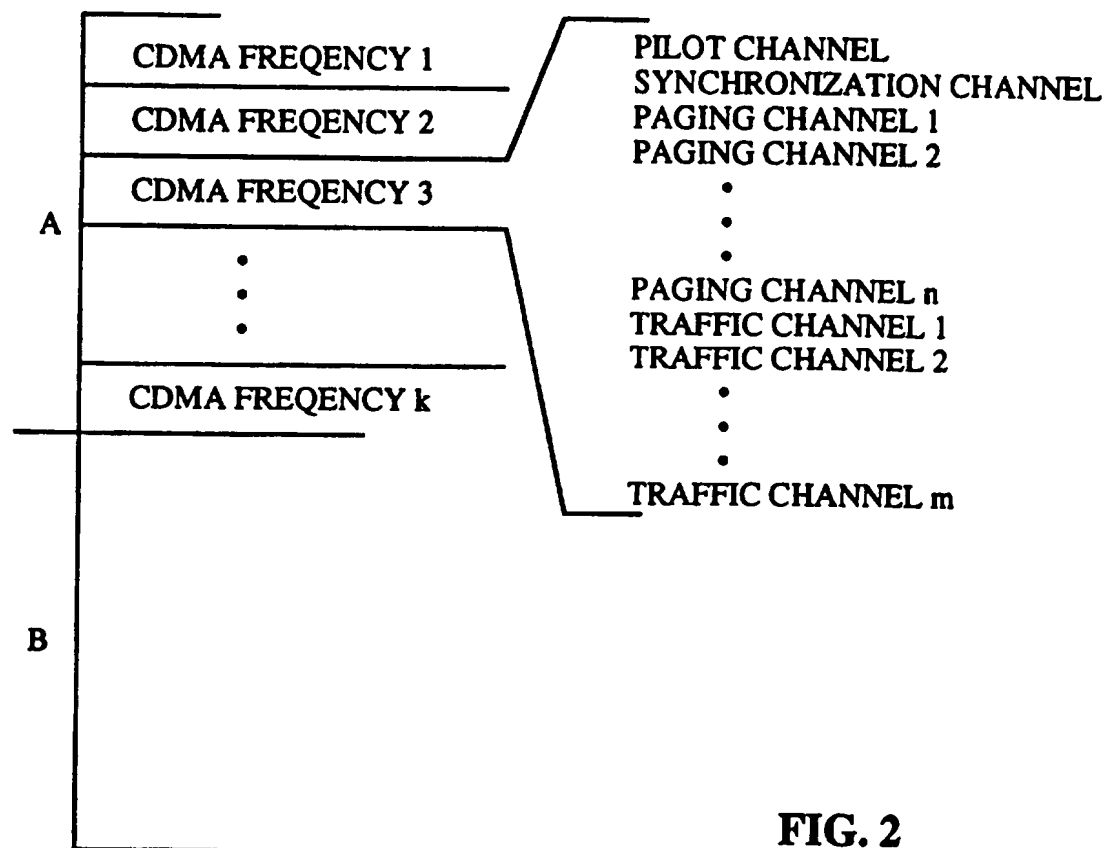 CDMA FREQENCY 1
CDMA FREQENCY 2
CDMA FREQENCY 3
A
CDMA FREQENCY k
B
PILOT CHANNEL
SYNCHRONIZATION CHANNEL
PAGING CHANNEL 1
PAGING CHANNEL 2
PAGING CHANNEL n
TRAFFIC CHANNEL 1
TRAFFIC CHANNEL 2
TRAFFIC CHANNEL m
FIG. 2